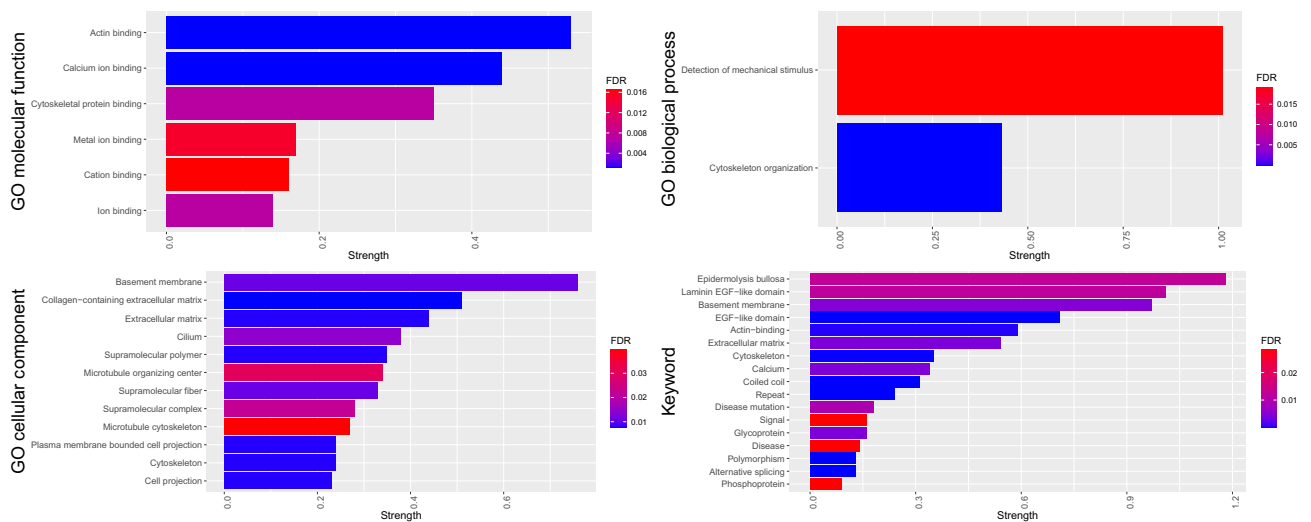 GO molecular function
Actin binding
Calcium ion binding
Cytoskeletal protein binding
Metal ion binding
Cation binding
Ion binding
0.0
0.2
0.4
Strength
FDR
0.016
0.012
0.008
0.004
GO biological process
Detection of mechanical stimulus
Cytoskeleton organization
0.00
0.25
0.50
0.75
1.00
Strength
FDR
0.015
0.010
0.005
GO cellular component
Basement membrane
Collagen−containing extracellular matrix
Extracellular matrix
Cilium
Supramolecular polymer
Microtubule organizing center
Supramolecular fiber
Supramolecular complex
Microtubule cytoskeleton
Plasma membrane bounded cell projection
Cytoskeleton
Cell projection
0.0
0.2
0.4
0.6
Strength
FDR
0.03
0.02
0.01
Keyword
Epidermolysis bullosa
Laminin EGF−like domain
Basement membrane
EGF−like domain
Actin−binding
Extracellular matrix
Cytoskeleton
Calcium
Coiled coil
Repeat
Disease mutation
Signal
Glycoprotein
Disease
Polymorphism
Alternative splicing
Phosphoprotein
0.0
0.3
0.6
0.9
1.2
Strength
FDR
0.02
0.01